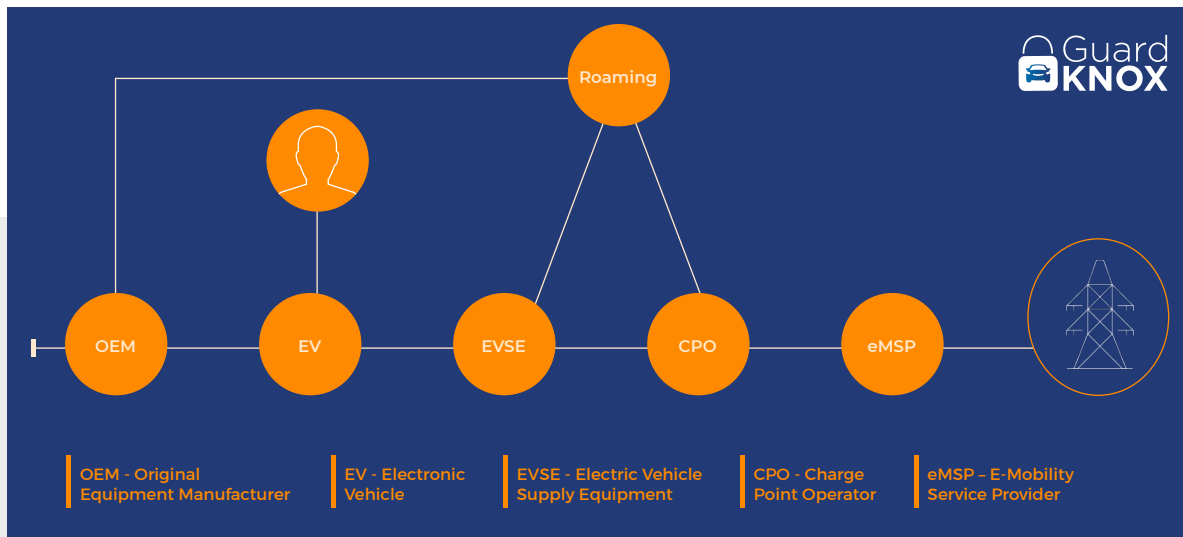 Guard
KNOX
Roaming
OEM
EV
EVSE
CPO
eMSP
OEM - Original
Equipment Manufacturer
EV - Electronic
Vehicle
EVSE - Electric Vehicle
Supply Equipment
CPO - Charge
Point Operator
eMSP – E-Mobility
Service Provider